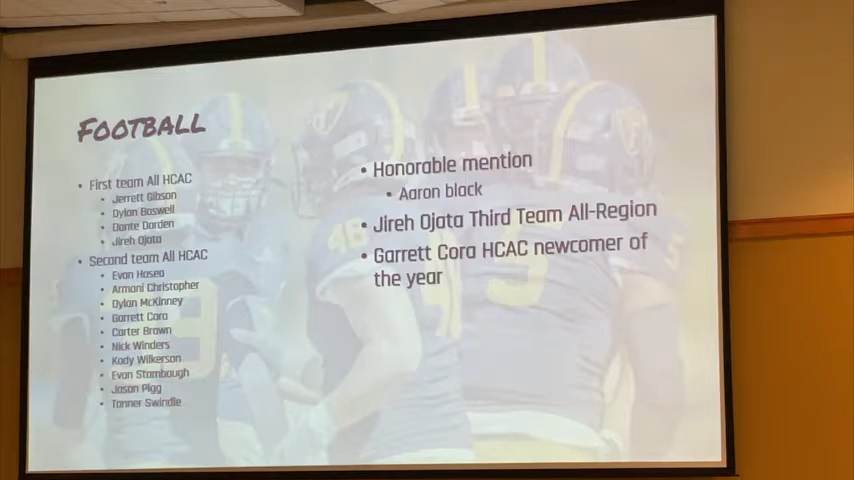 FOOTBALL
• First team All HCAC
• Jerrett Gibson
• Dylan Boswell
• Dante Darden
• Jireh Ojata
• Second team All HCAC
• Evan Hosea
• Armani Christopher
• Dylan McKinney
• Garrett Cora
• Carter Brown
• Nick Winders
• Kody Wilkerson
• Evan Stambaugh
• Jason Pigg
• Tanner Swindle
• Honorable mention
• Aaron black
• Jireh Ojata Third Team All-Region
• Garrett Cora HCAC newcomer of
the year
46
5